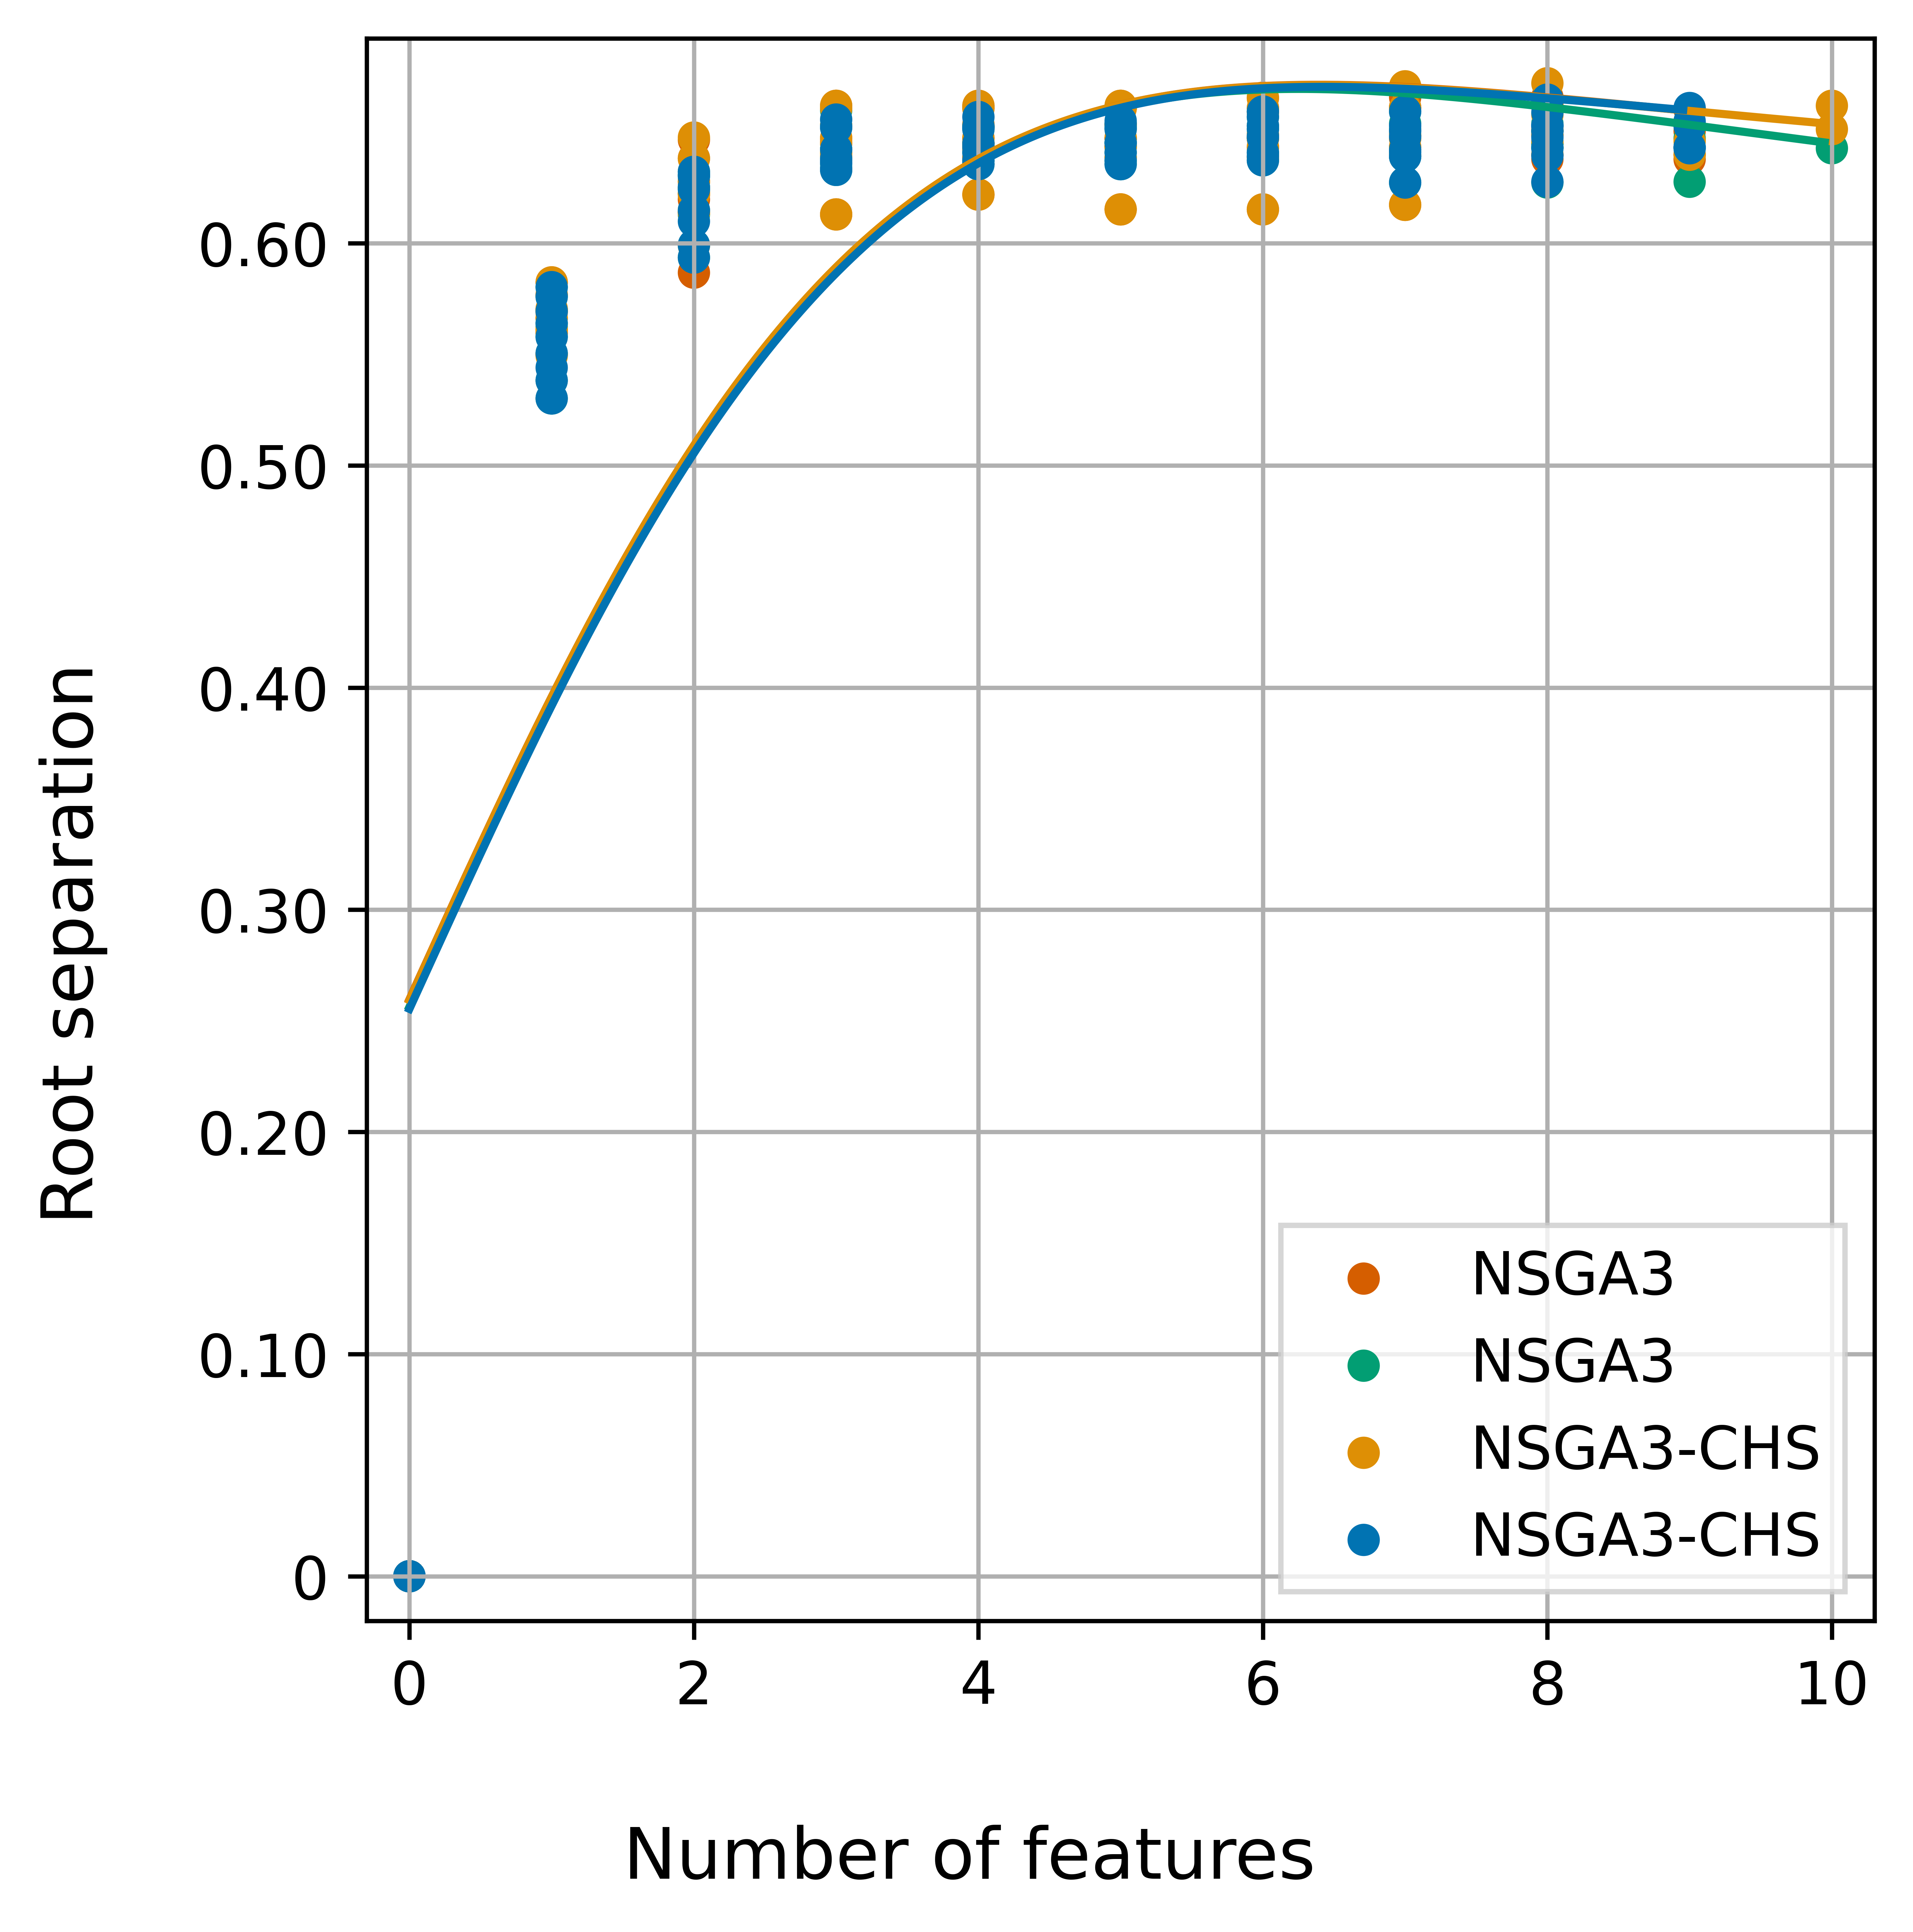 0.60
0.50
0.40
0.30
0.20
0.10
0
Root separation
NSGA3
NSGA3
NSGA3-CHS
NSGA3-CHS
0 2 4 6 8 10
Number of features